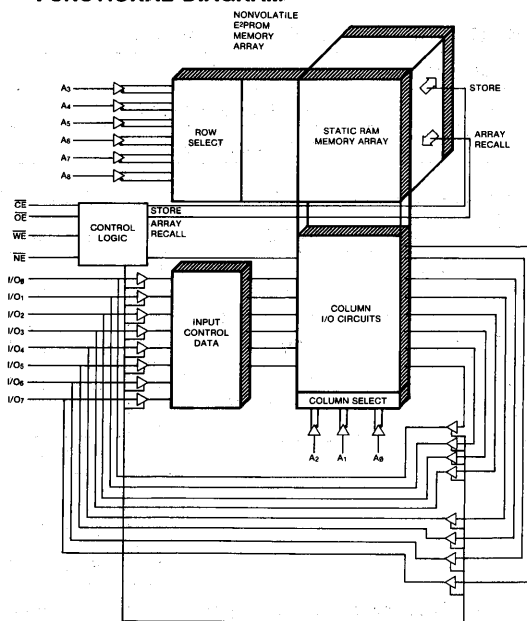 FUNCTIONAL DIAGRAM
NONVOLATILE
E²PROM
MEMORY
ARRAY
A3
A4
A5
A6
A7
A8
ROW
SELECT
STATIC RAM
MEMORY ARRAY
STORE
ARRAY
RECALL
CE
OE
WE
NE
CONTROL
LOGIC
STORE
ARRAY
RECALL
I/O0
I/O1
I/O2
I/O3
I/O4
I/O5
I/O6
I/O7
INPUT
CONTROL
DATA
COLUMN
I/O CIRCUITS
COLUMN SELECT
A2 A1 A0